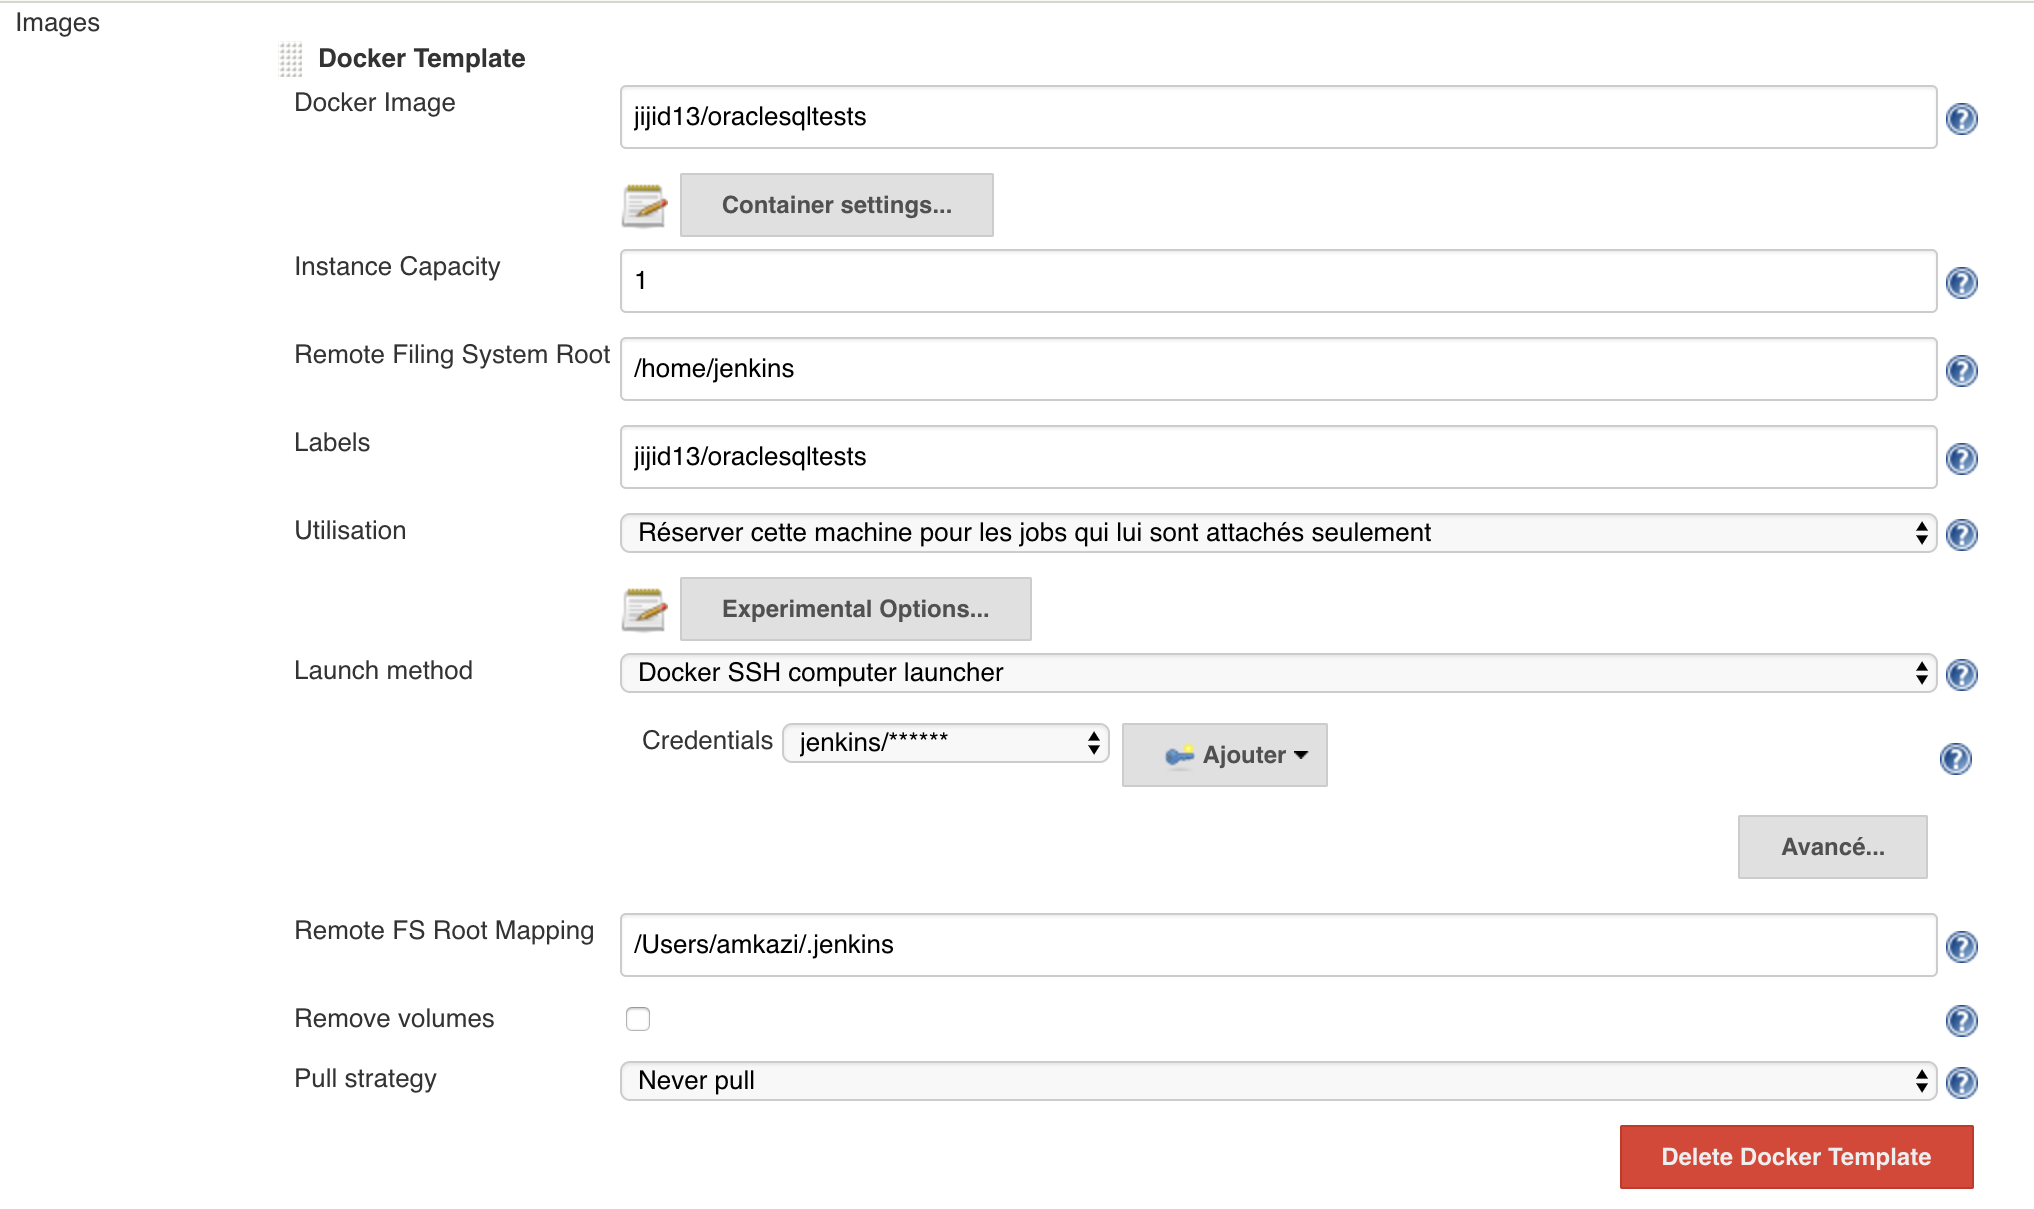 Images
Docker Template
Docker Image
jijid13/oraclesqltests
Container settings...
Instance Capacity
1
Remote Filing System Root
/home/jenkins
Labels
jijid13/oraclesqltests
Utilisation
Réserver cette machine pour les jobs qui lui sont attachés seulement
Experimental Options...
Launch method
Docker SSH computer launcher
Credentials
jenkins/******
Ajouter
Avancé...
Remote FS Root Mapping
/Users/amkazi/.jenkins
Remove volumes
Pull strategy
Never pull
Delete Docker Template